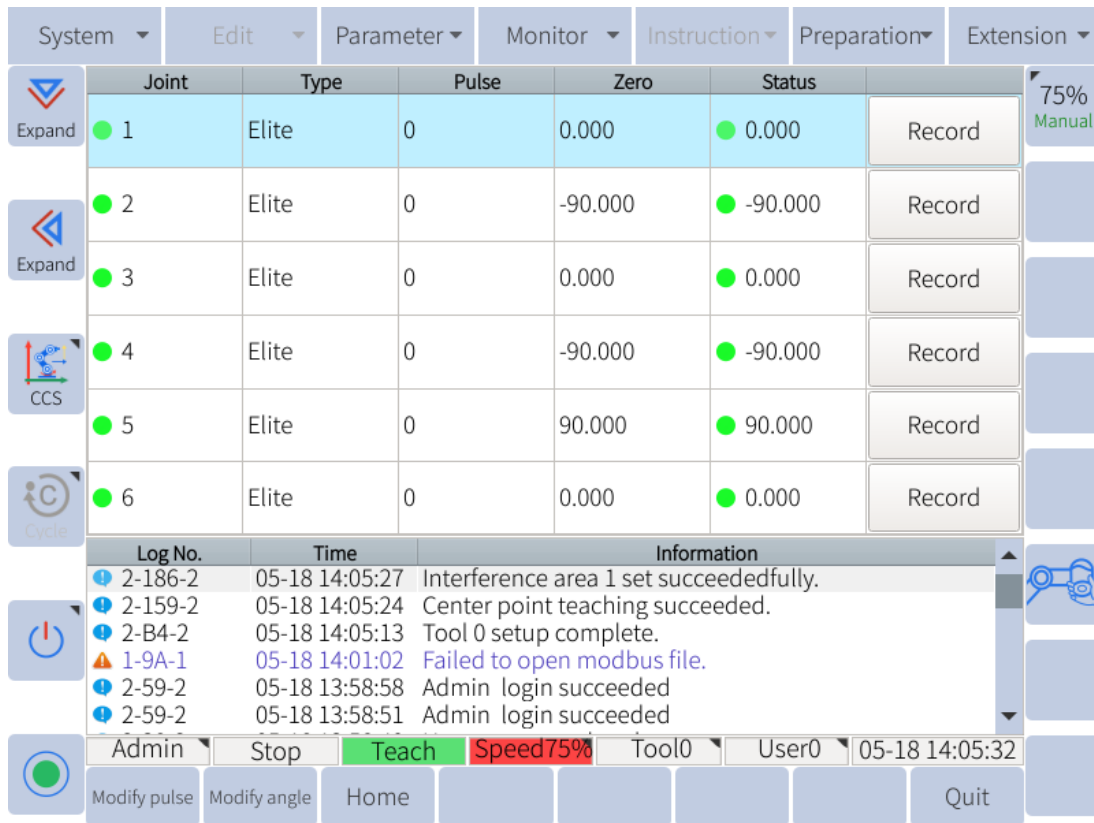 System Edit Parameter Monitor Instruction Preparation Extension
Joint Type Pulse Zero Status
Expand
75%
Manual
1 Elite 0 0.000 0.000 Record
2 Elite 0 -90.000 -90.000 Record
Expand
3 Elite 0 0.000 0.000 Record
4 Elite 0 -90.000 -90.000 Record
CCS
5 Elite 0 90.000 90.000 Record
C
Cycle
6 Elite 0 0.000 0.000 Record
Log No. Time Information
2-186-2 05-18 14:05:27 Interference area 1 set succeededfully.
2-159-2 05-18 14:05:24 Center point teaching succeeded.
2-B4-2 05-18 14:05:13 Tool 0 setup complete.
1-9A-1 05-18 14:01:02 Failed to open modbus file.
2-59-2 05-18 13:58:58 Admin login succeeded
2-59-2 05-18 13:58:51 Admin login succeeded
Admin Stop Teach Speed75% Tool0 User0 05-18 14:05:32
Modify pulse Modify angle Home Quit